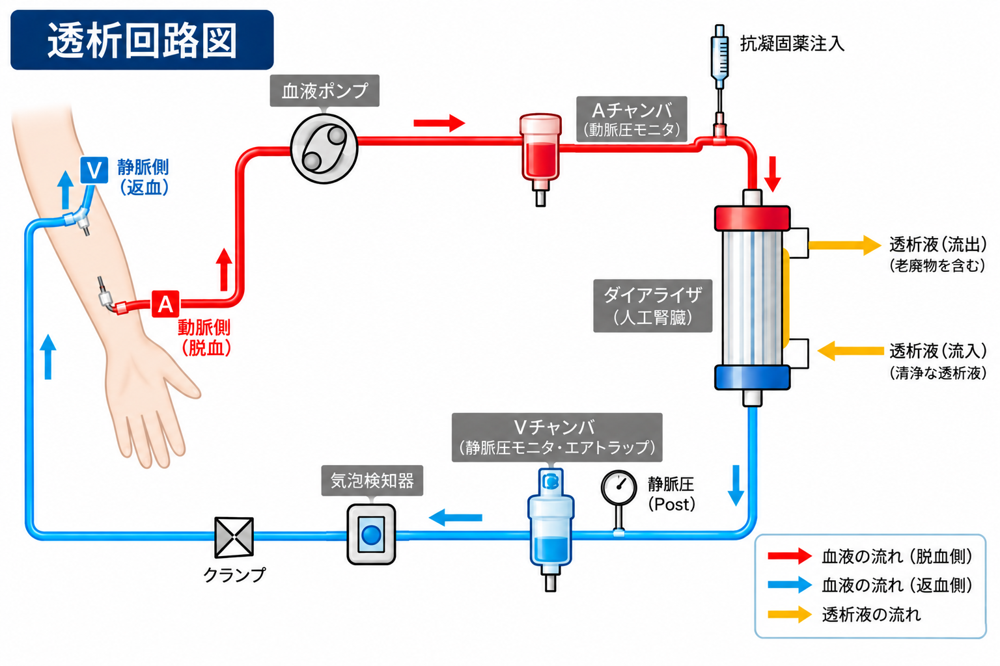 透析回路図
抗凝固薬注入
血液ポンプ
Aチャンバ
(動脈圧モニタ)
V
静脈側
(返血)
透析液(流出)
(老廃物を含む)
ダイアライザ
(人工腎臓)
A
動脈側
(脱血)
透析液(流入)
(清浄な透析液)
Vチャンバ
(静脈圧モニタ・エアトラップ)
気泡検知器
静脈圧
(Post)
クランプ
血液の流れ(脱血側)
血液の流れ(返血側)
透析液の流れ